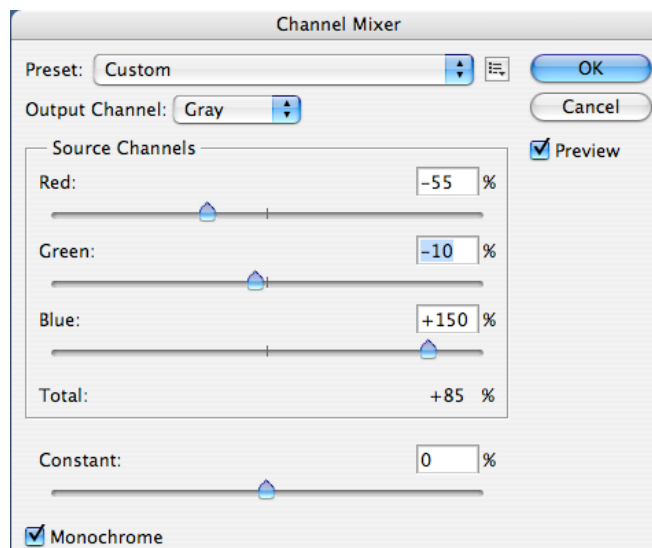 Channel Mixer
Preset: Custom
OK
Output Channel: Gray
Cancel
Preview
Source Channels
Red: -55 %
Green: -10 %
Blue: +150 %
Total: +85 %
Constant: 0 %
Monochrome